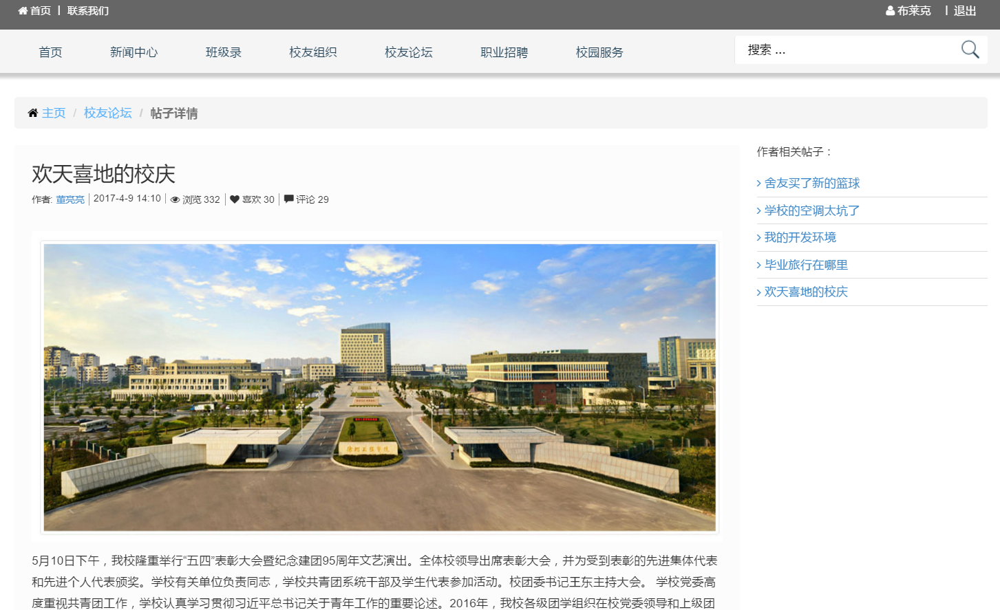 首页 | 联系我们
布莱克 | 退出
首页 新闻中心 班级录 校友组织 校友论坛 职业招聘 校园服务
搜索 ...
主页 / 校友论坛 / 帖子详情
欢天喜地的校庆
作者: 董亮亮 | 2017-4-9 14:10 | 浏览 332 | 喜欢 30 | 评论 29
5月10日下午，我校隆重举行“五四”表彰大会暨纪念建团95周年文艺演出。全体校领导出席表彰大会，并为受到表彰的先进集体代表
和先进个人代表颁奖。学校有关单位负责同志，学校共青团系统干部及学生代表参加活动。校团委书记王东主持大会。 学校党委高
度重视共青团工作，学校认真学习贯彻习近平总书记关于青年工作的重要论述。2016年，我校各级团学组织在校党委领导和上级团
作者相关帖子：
舍友买了新的篮球
学校的空调太坑了
我的开发环境
毕业旅行在哪里
欢天喜地的校庆